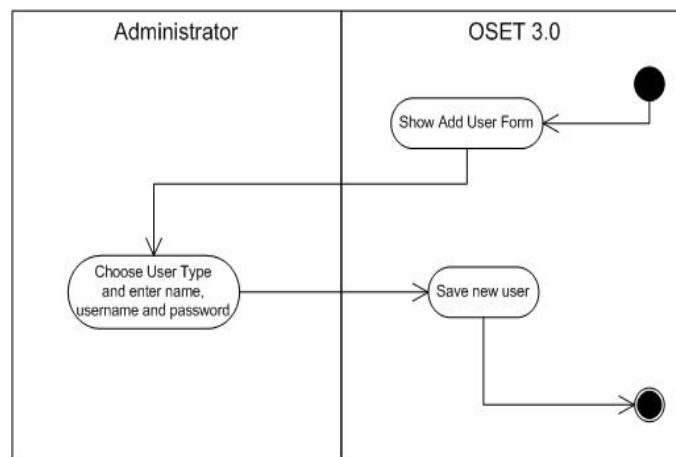 Administrator
OSET 3.0
Show Add User Form
Choose User Type
and enter name,
username and password
Save new user